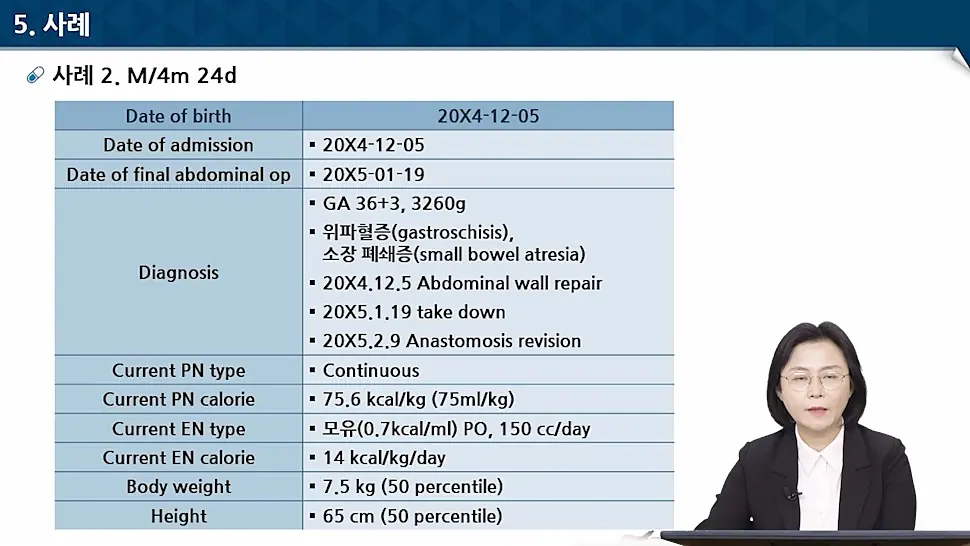 5. 사례
사례 2. M/4m 24d
Date of birth
20X4-12-05
Date of admission
▪ 20X4-12-05
Date of final abdominal op
▪ 20X5-01-19
Diagnosis
▪ GA 36+3, 3260g
▪ 위파혈증(gastroschisis),
소장 폐쇄증(small bowel atresia)
▪ 20X4.12.5 Abdominal wall repair
▪ 20X5.1.19 take down
▪ 20X5.2.9 Anastomosis revision
Current PN type
▪ Continuous
Current PN calorie
▪ 75.6 kcal/kg (75ml/kg)
Current EN type
▪ 모유(0.7kcal/ml) PO, 150 cc/day
Current EN calorie
▪ 14 kcal/kg/day
Body weight
▪ 7.5 kg (50 percentile)
Height
▪ 65 cm (50 percentile)